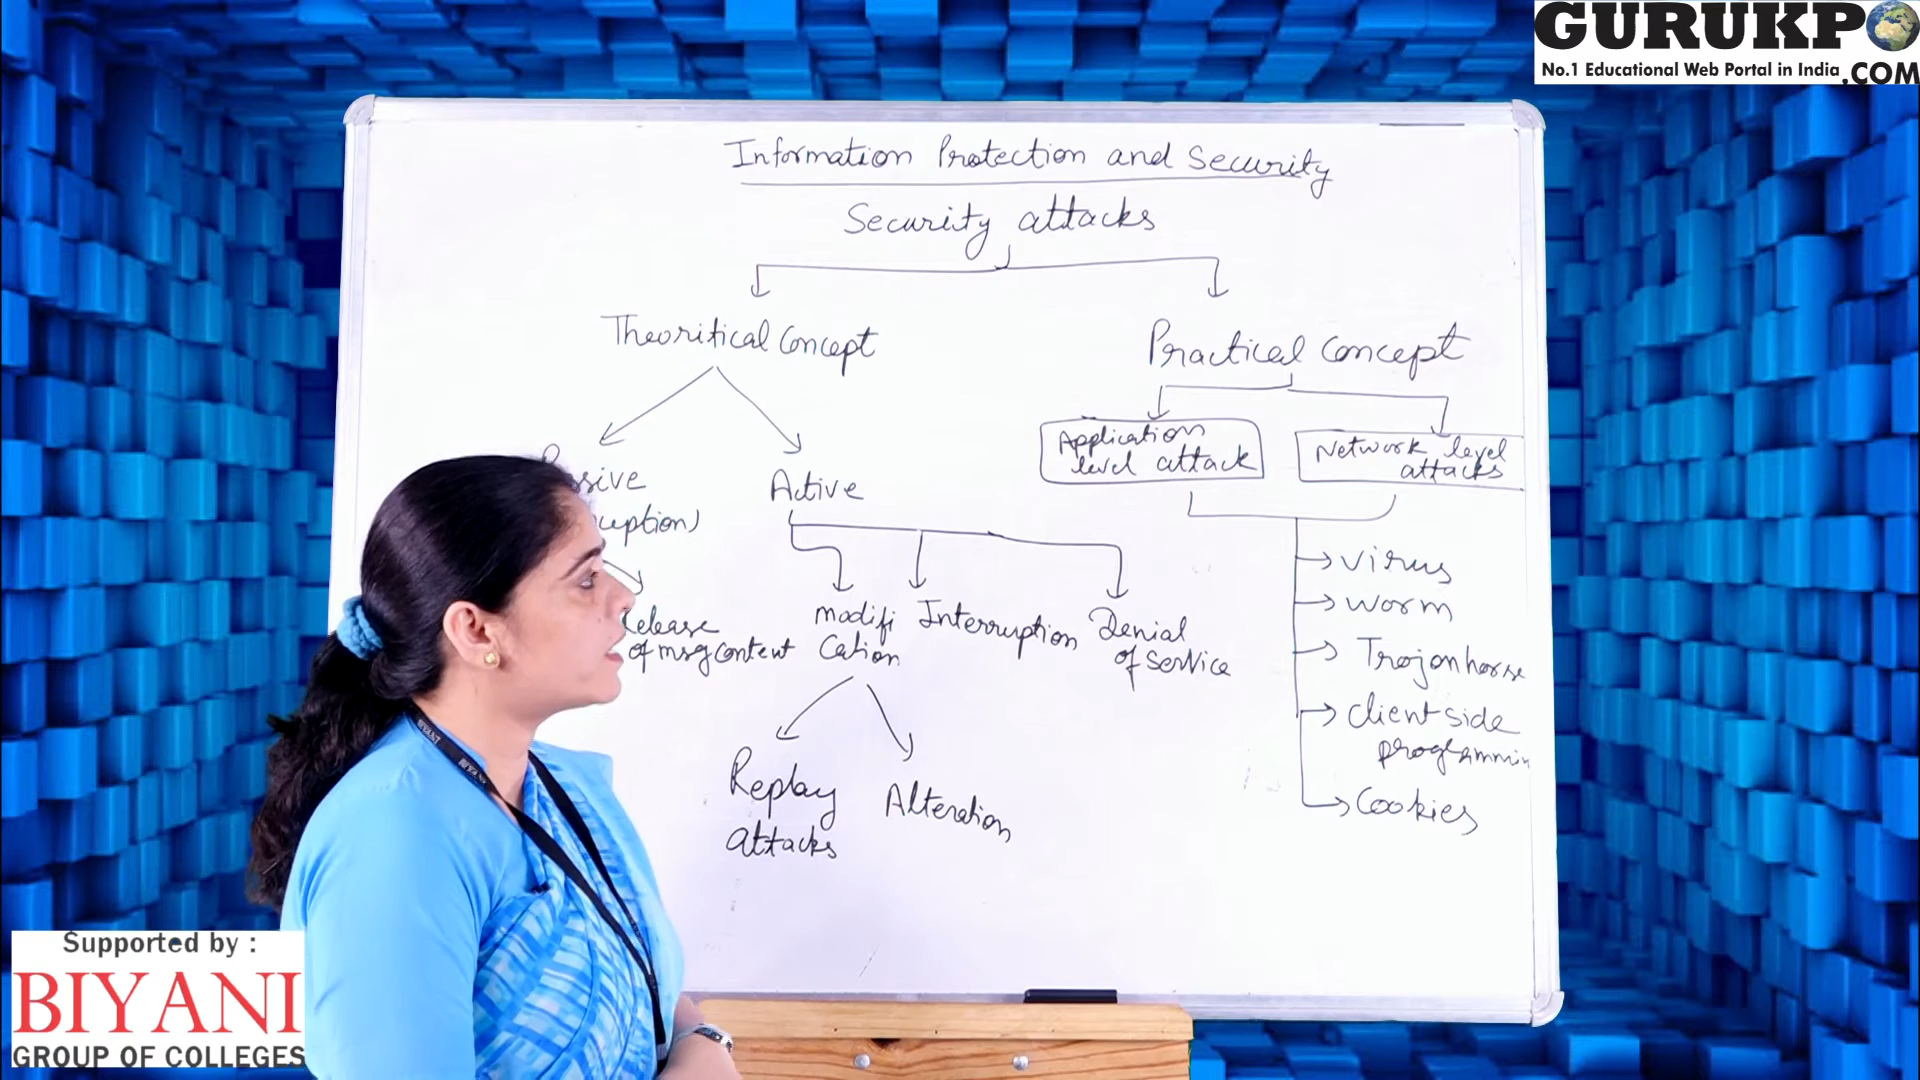 GURUKPO
No.1 Educational Web Portal in India .COM
Information Protection and Security
Security attacks
Theoritical Concept
Practical Concept
Application
level attack
Network level
attacks
Active
Release
of msg content
modifi
cation
Interruption
Denial
of Service
Replay
attacks
Alteration
virus
worm
Trojan horse
client side
programmin
Cookies
BIYANI
Supported by :
BIYANI
GROUP OF COLLEGES